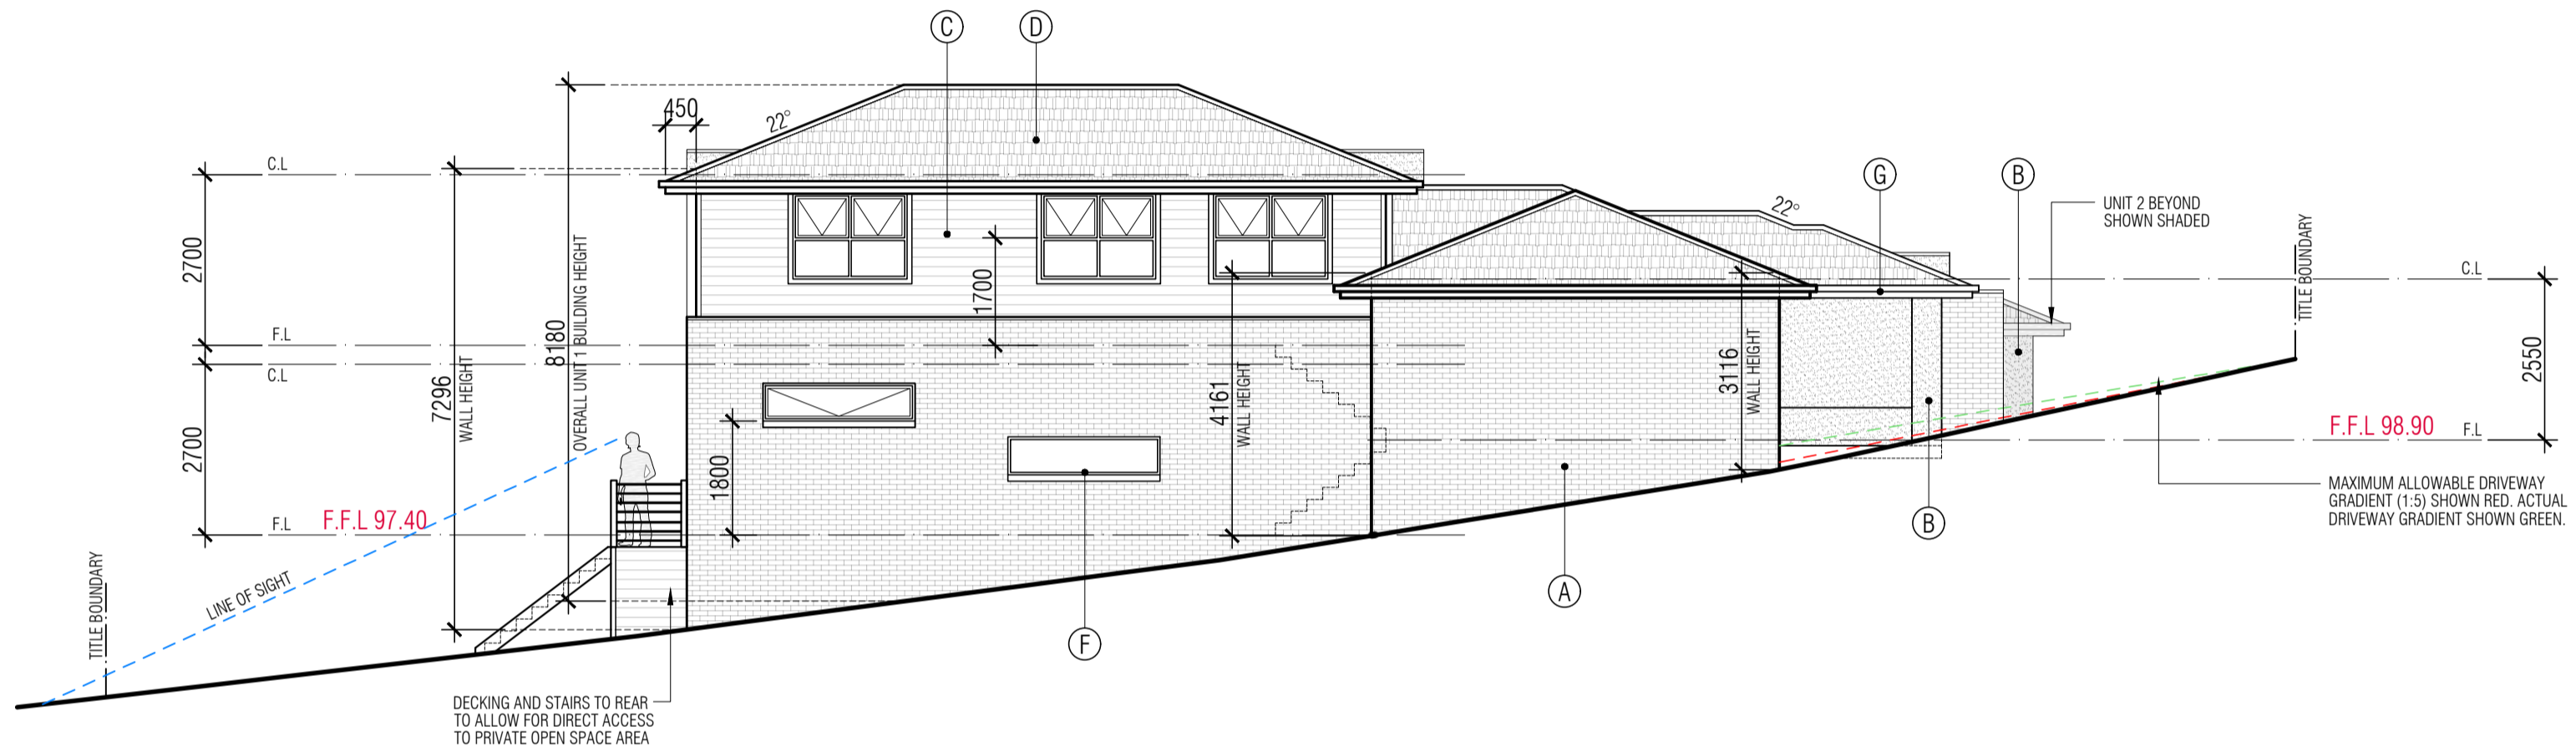 C
D
450
22°
C.L
G
B
UNIT 2 BEYOND
SHOWN SHADED
22°
TITLE BOUNDARY
2700
OVERALL UNIT 1 BUILDING HEIGHT
8180
1700
C.L
F.L
C.L
7296
WALL HEIGHT
4161
WALL HEIGHT
3116
WALL HEIGHT
2550
2700
1800
F.F.L 98.90
F.L
F.L
F.F.L 97.40
A
B
MAXIMUM ALLOWABLE DRIVEWAY
GRADIENT (1:5) SHOWN RED. ACTUAL
DRIVEWAY GRADIENT SHOWN GREEN.
TITLE BOUNDARY
LINE OF SIGHT
F
DECKING AND STAIRS TO REAR
TO ALLOW FOR DIRECT ACCESS
TO PRIVATE OPEN SPACE AREA